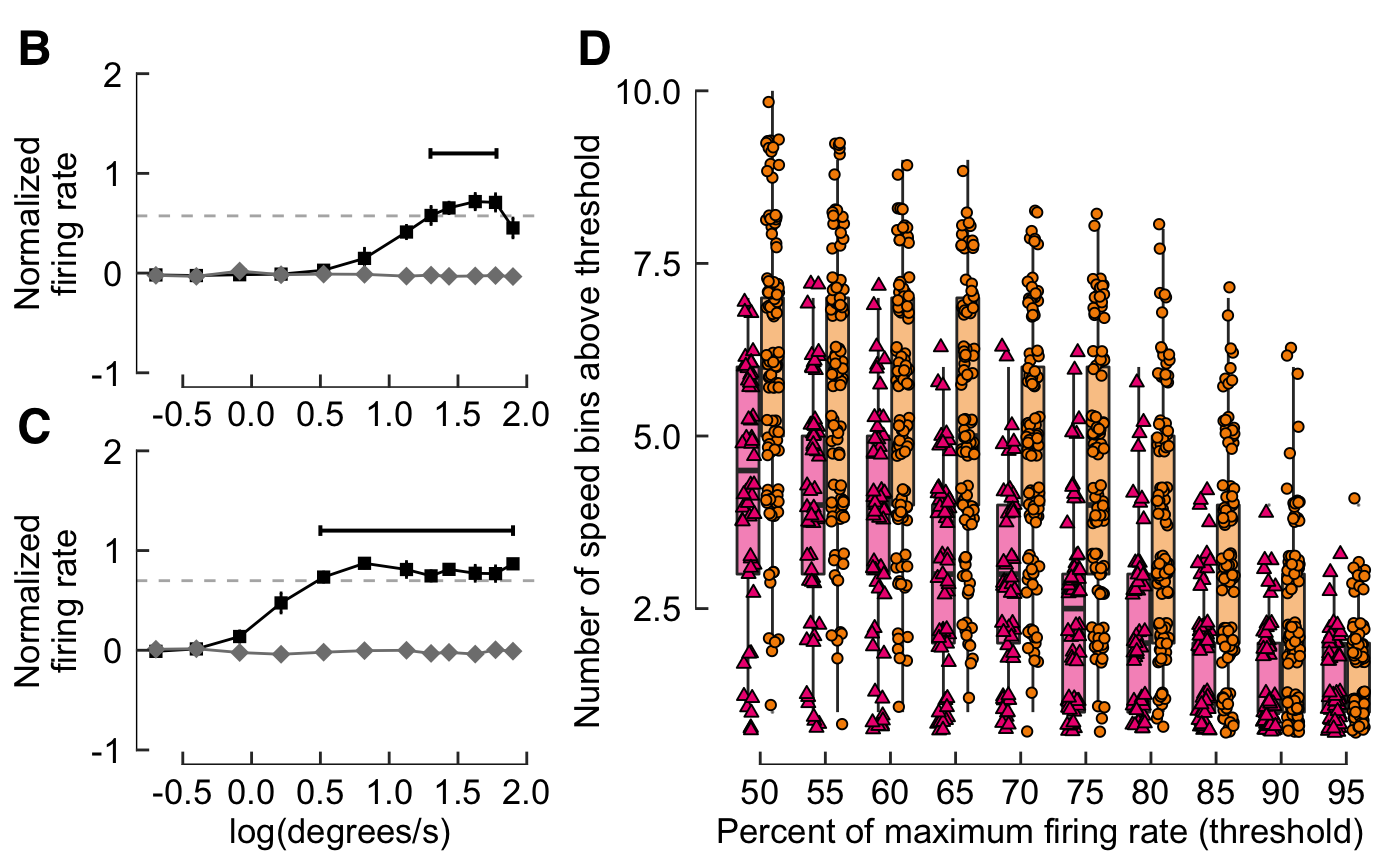 B
2
1
0
-1
Normalized
firing rate
-0.5 0.0 0.5 1.0 1.5 2.0
C
2
1
0
-1
Normalized
firing rate
-0.5 0.0 0.5 1.0 1.5 2.0
log(degrees/s)
D
10.0
7.5
5.0
2.5
Number of speed bins above threshold
50 55 60 65 70 75 80 85 90 95
Percent of maximum firing rate (threshold)